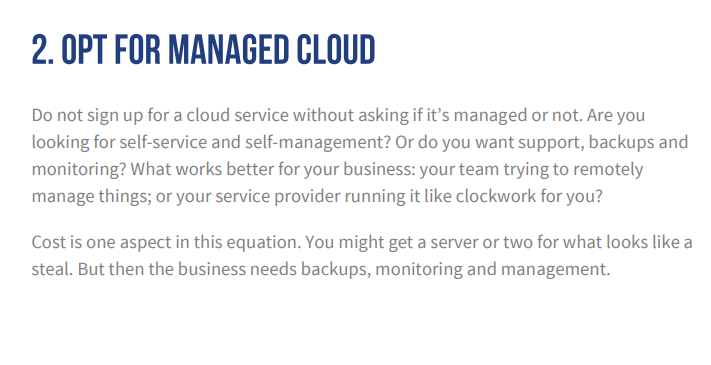 2. OPT FOR MANAGED CLOUD
Do not sign up for a cloud service without asking if it’s managed or not. Are you
looking for self-service and self-management? Or do you want support, backups and
monitoring? What works better for your business: your team trying to remotely
manage things; or your service provider running it like clockwork for you?
Cost is one aspect in this equation. You might get a server or two for what looks like a
steal. But then the business needs backups, monitoring and management.